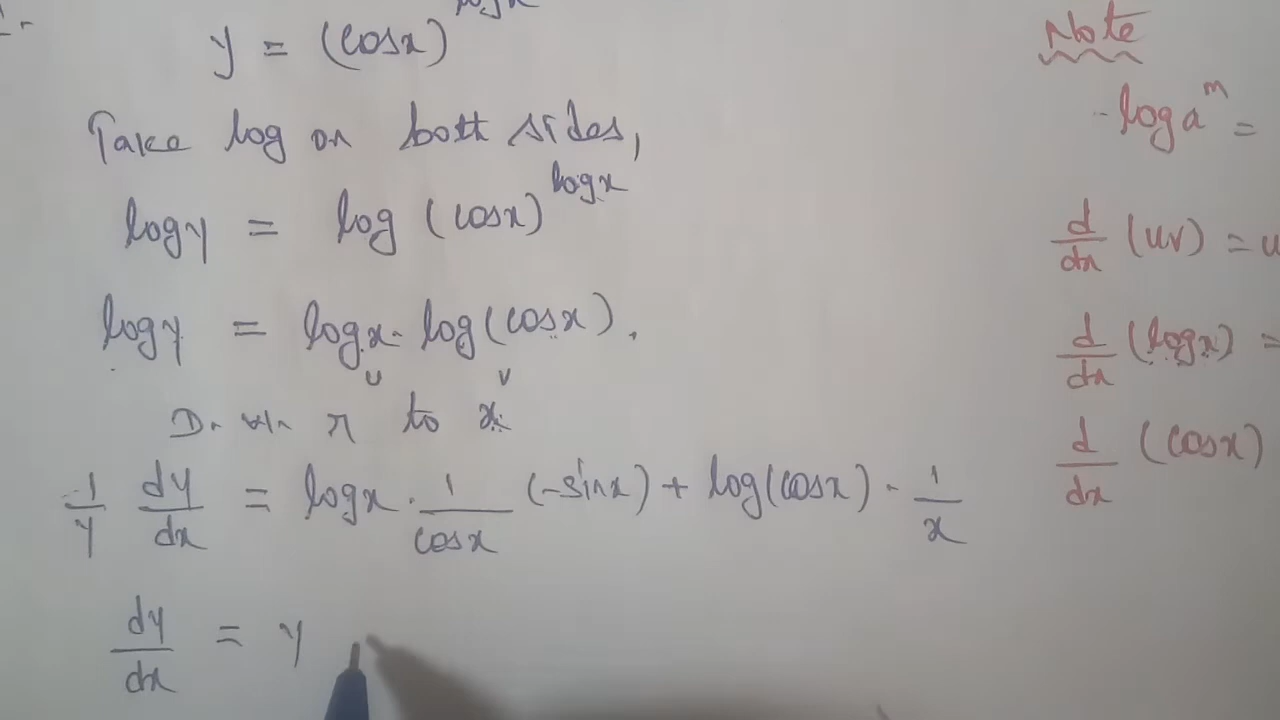 y = (cosx)^logx
Take log on both sides,
logy = log (cosx)^logx
logy = logx . log(cosx).
u v
D. w. r to x
1/y dy/dx = logx . 1/cosx (-sinx) + log(cosx) . 1/x
dy/dx = y
Note
log a^m =
d/dx (uv) = u
d/dx (logx) =
d/dx (cosx)